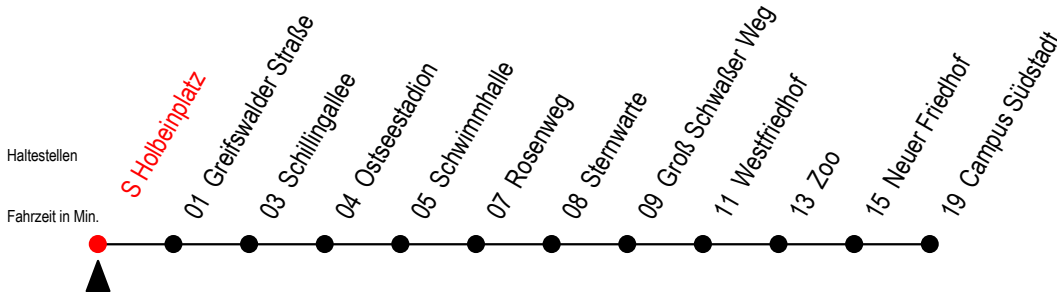 Haltestellen
Fahrzeit in Min.
S Holbeinplatz
01 Greifswalder Straße
03 Schillingallee
04 Ostseestadion
05 Schwimmhalle
07 Rosenweg
08 Sternwarte
09 Groß Schwaßer Weg
11 Westfriedhof
13 Zoo
15 Neuer Friedhof
19 Campus Südstadt